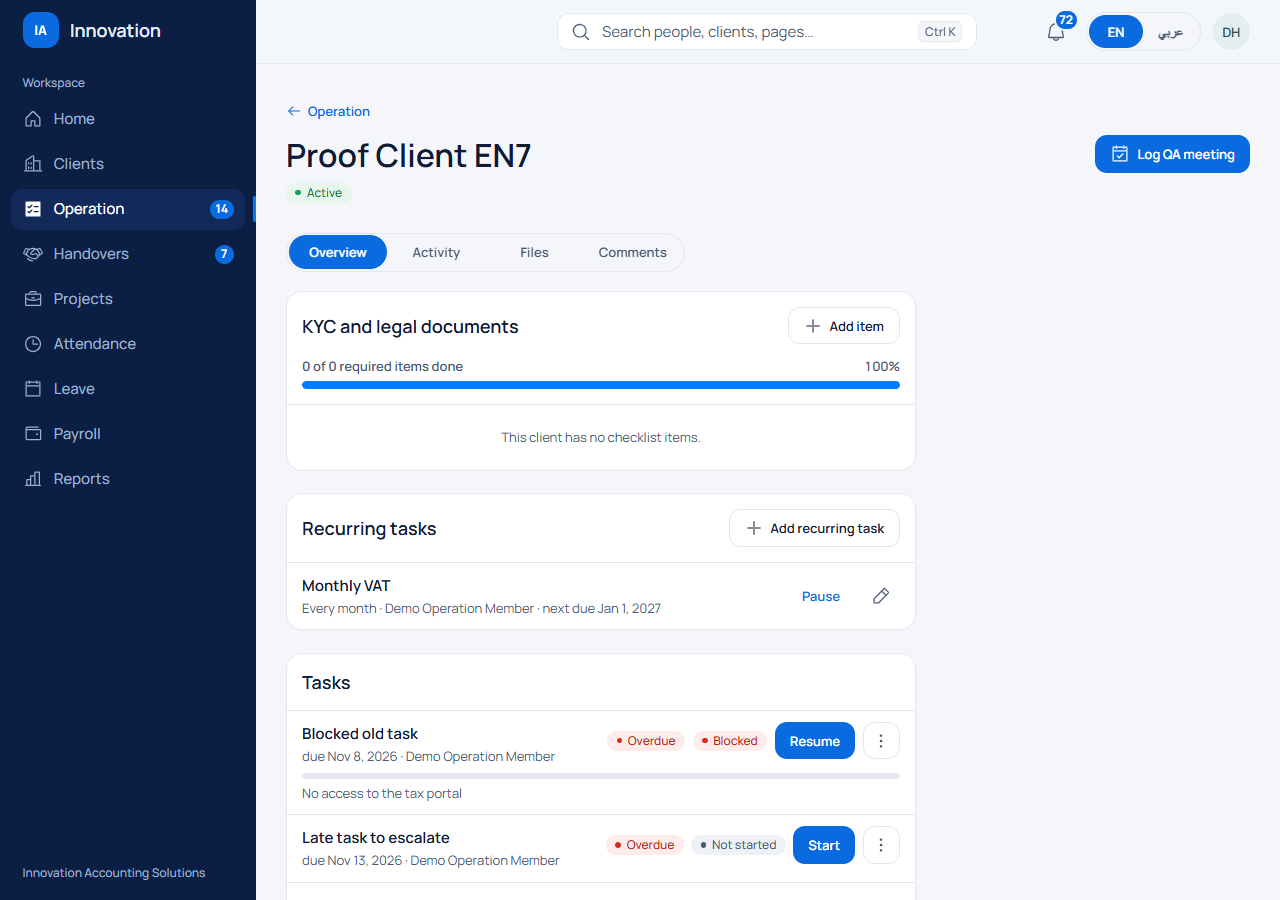 IA Innovation
Search people, clients, pages... Ctrl K
72
EN عربي DH
Workspace
Home
Clients
Operation 14
Handovers 7
Projects
Attendance
Leave
Payroll
Reports
Innovation Accounting Solutions
Operation
Proof Client EN7
Log QA meeting
Active
Overview Activity Files Comments
KYC and legal documents
Add item
0 of 0 required items done 100%
This client has no checklist items.
Recurring tasks
Add recurring task
Monthly VAT
Every month · Demo Operation Member · next due Jan 1, 2027
Pause
Tasks
Blocked old task
due Nov 8, 2026 · Demo Operation Member
Overdue Blocked Resume
No access to the tax portal
Late task to escalate
due Nov 13, 2026 · Demo Operation Member
Overdue Not started Start